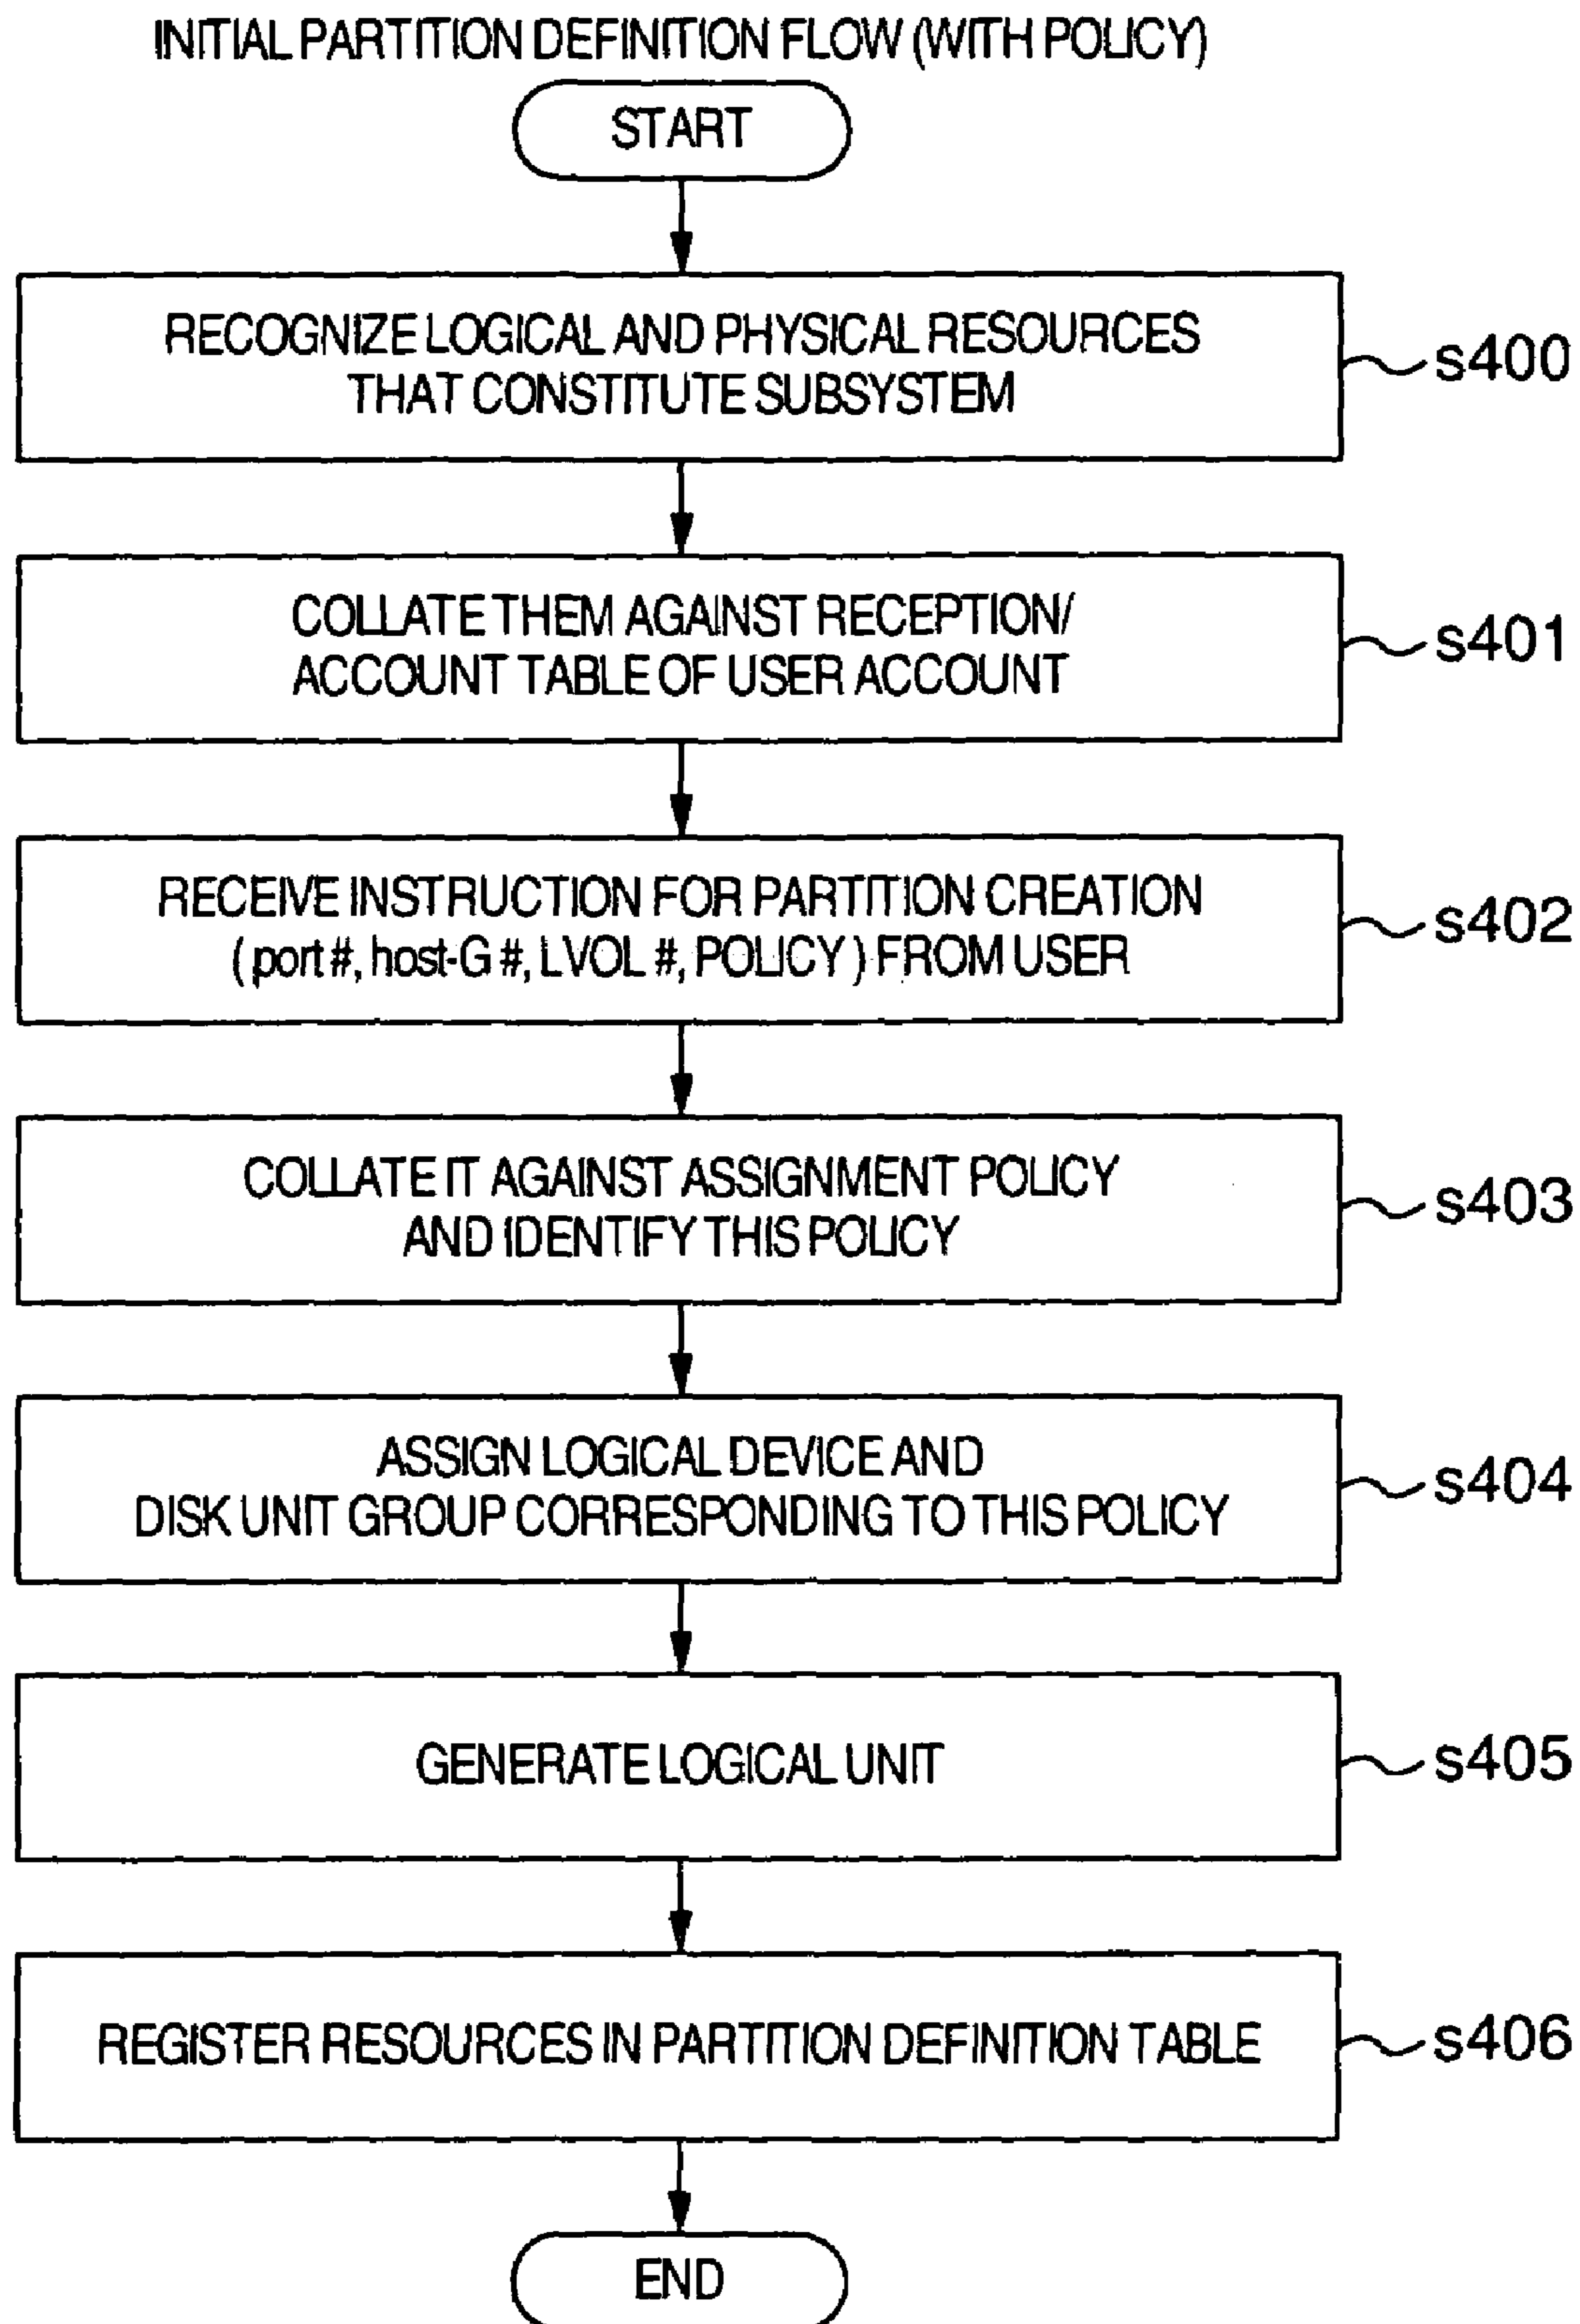 INITIAL PARTITION DEFINITION FLOW (WITH POLICY)
START
RECOGNIZE LOGICAL AND PHYSICAL RESOURCES
THAT CONSTITUTE SUBSYSTEM
s400
COLLATE THEM AGAINST RECEPTION/
ACCOUNT TABLE OF USER ACCOUNT
s401
RECEIVE INSTRUCTION FOR PARTITION CREATION
( port #, host-G #, LVOL #, POLICY ) FROM USER
s402
COLLATE IT AGAINST ASSIGNMENT POLICY
AND IDENTIFY THIS POLICY
s403
ASSIGN LOGICAL DEVICE AND
DISK UNIT GROUP CORRESPONDING TO THIS POLICY
s404
GENERATE LOGICAL UNIT
s405
REGISTER RESOURCES IN PARTITION DEFINITION TABLE
s406
END